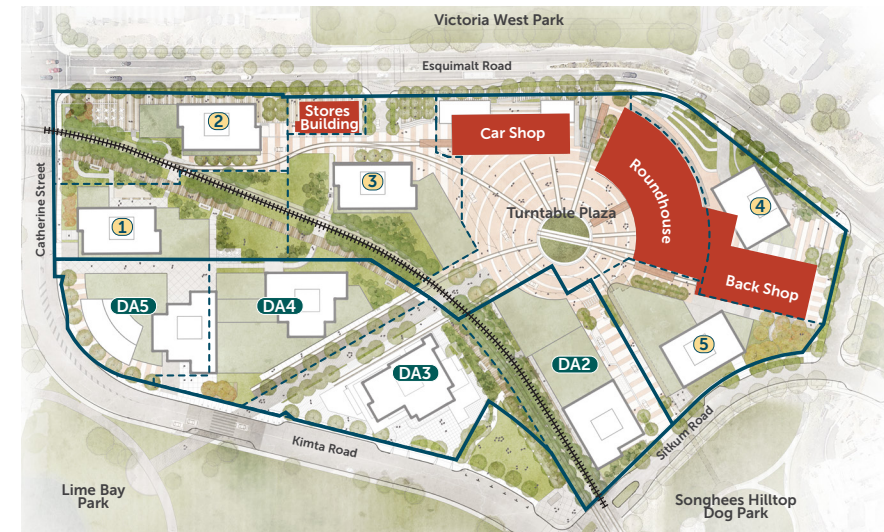 Victoria West Park
Esquimalt Road
2
Stores
Building
Car Shop
Roundhouse
3
4
Catherine Street
1
Turntable Plaza
Back Shop
DA5
DA4
DA3
DA2
5
Kimta Road
Sitkum Road
Lime Bay
Park
Songhees Hilltop
Dog Park